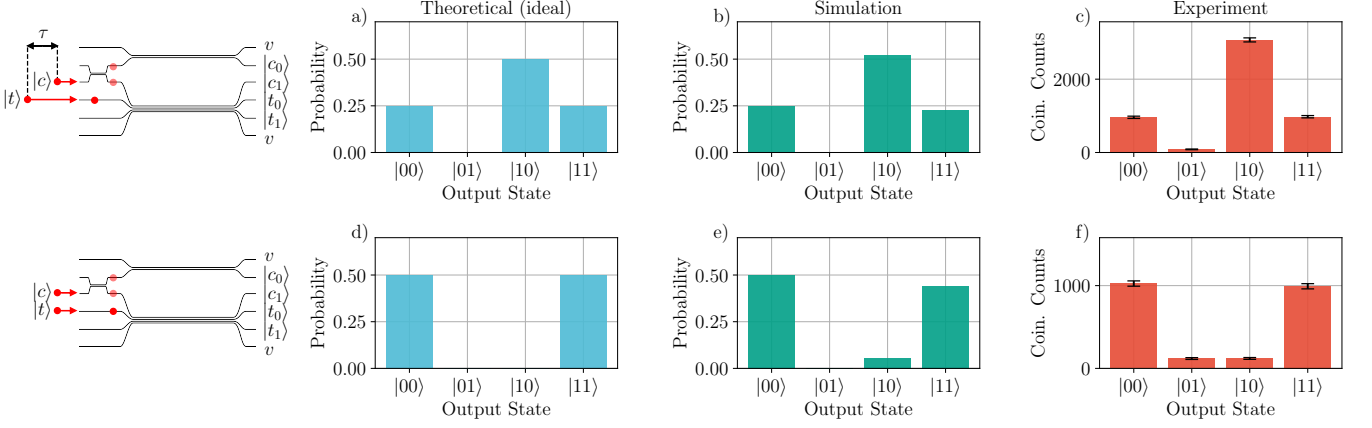 τ
|c⟩
|t⟩
v
|c₀⟩
|c₁⟩
|t₀⟩
|t₁⟩
v
a)
Theoretical (ideal)
Probability
0.50
0.25
0.00
|00⟩ |01⟩ |10⟩ |11⟩
Output State
b)
Simulation
Probability
0.50
0.25
0.00
|00⟩ |01⟩ |10⟩ |11⟩
Output State
c)
Experiment
Coin. Counts
2000
0
|00⟩ |01⟩ |10⟩ |11⟩
Output State
|c⟩
|t⟩
v
|c₀⟩
|c₁⟩
|t₀⟩
|t₁⟩
v
d)
Probability
0.50
0.25
0.00
|00⟩ |01⟩ |10⟩ |11⟩
Output State
e)
Probability
0.50
0.25
0.00
|00⟩ |01⟩ |10⟩ |11⟩
Output State
f)
Coin. Counts
1000
0
|00⟩ |01⟩ |10⟩ |11⟩
Output State